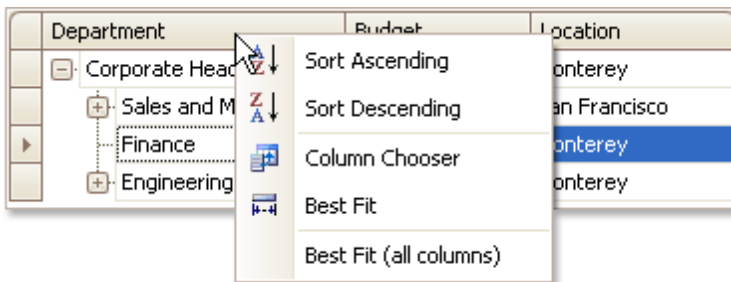 Department Budget Location
Corporate Head onterey
Sort Ascending
Sales and M an Francisco
Sort Descending
Finance onterey
Column Chooser
Engineering onterey
Best Fit
Best Fit (all columns)